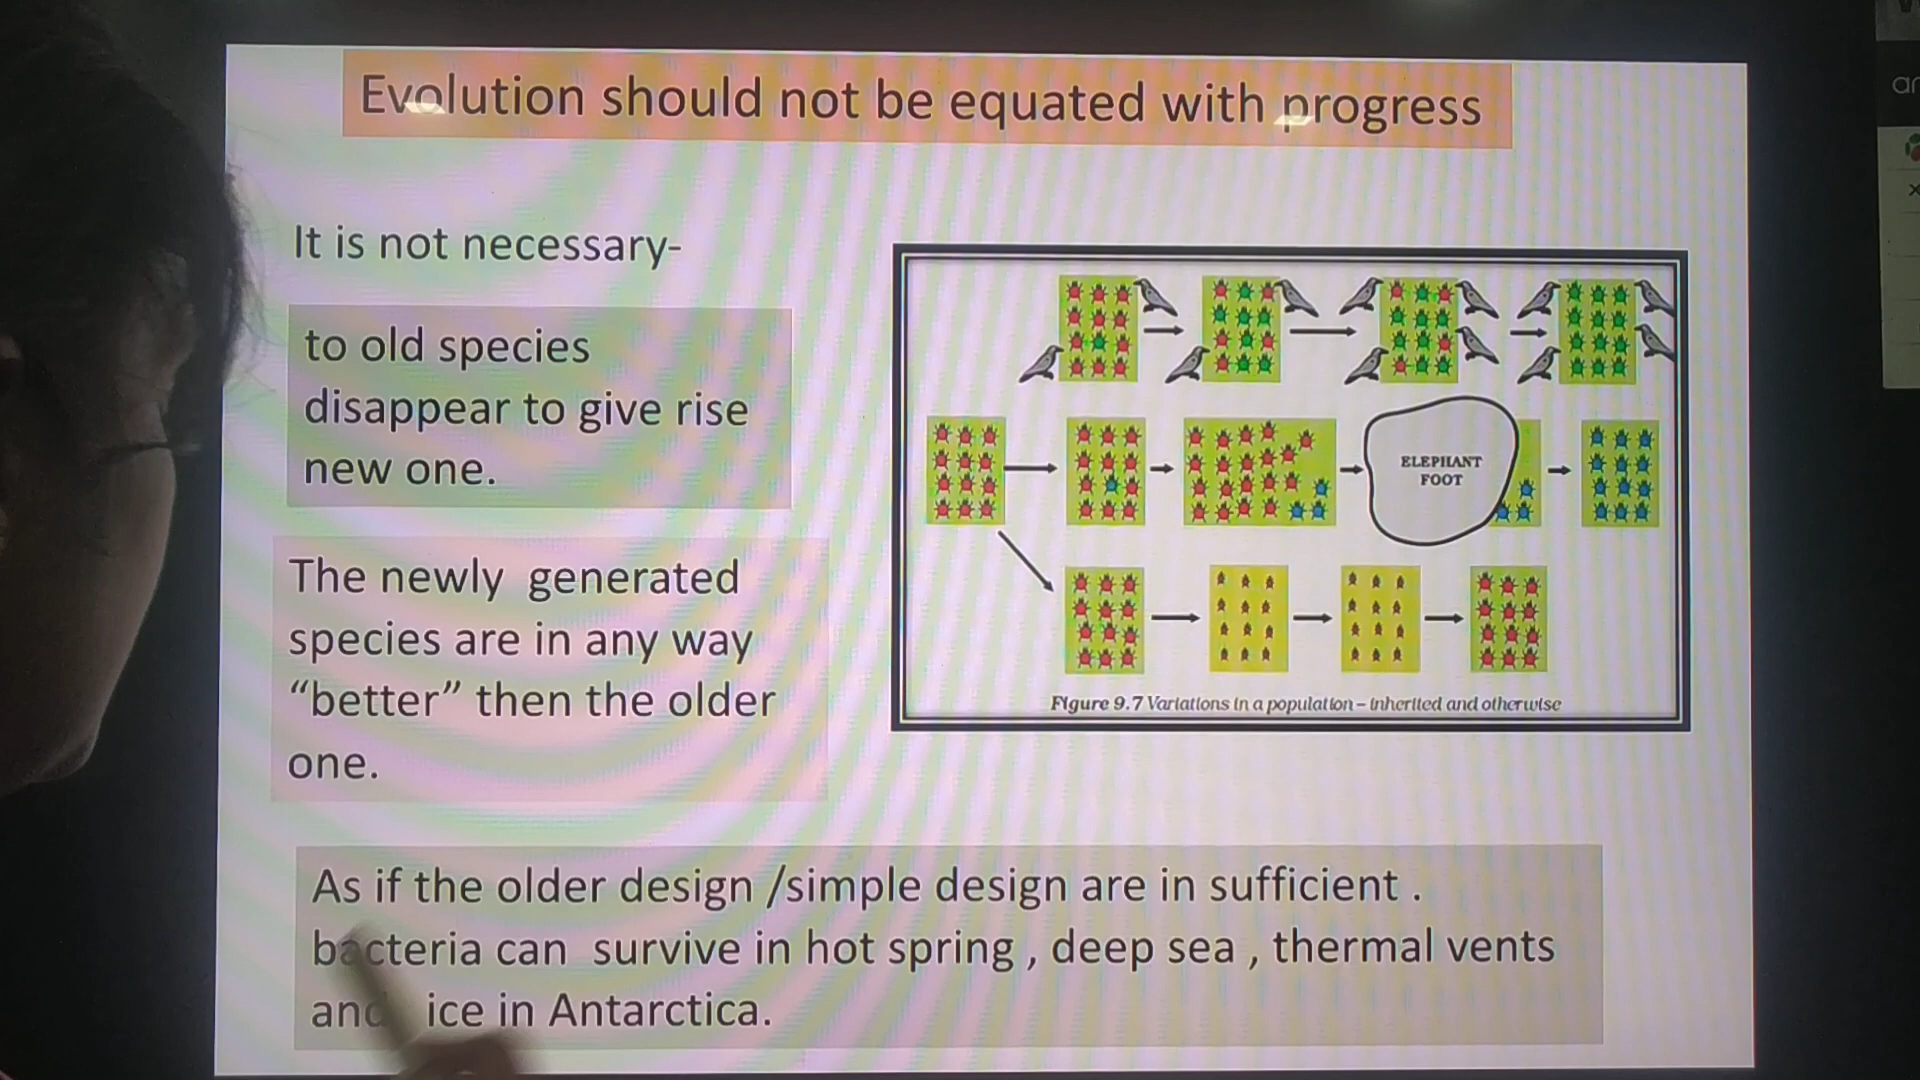 Evolution should not be equated with progress
It is not necessary-
to old species
disappear to give rise
new one.
The newly generated
species are in any way
“better” then the older
one.
ELEPHANT
FOOT
Figure 9.7 Variations in a population – inherited and otherwise
As if the older design /simple design are in sufficient .
bacteria can survive in hot spring , deep sea , thermal vents
and ice in Antarctica.